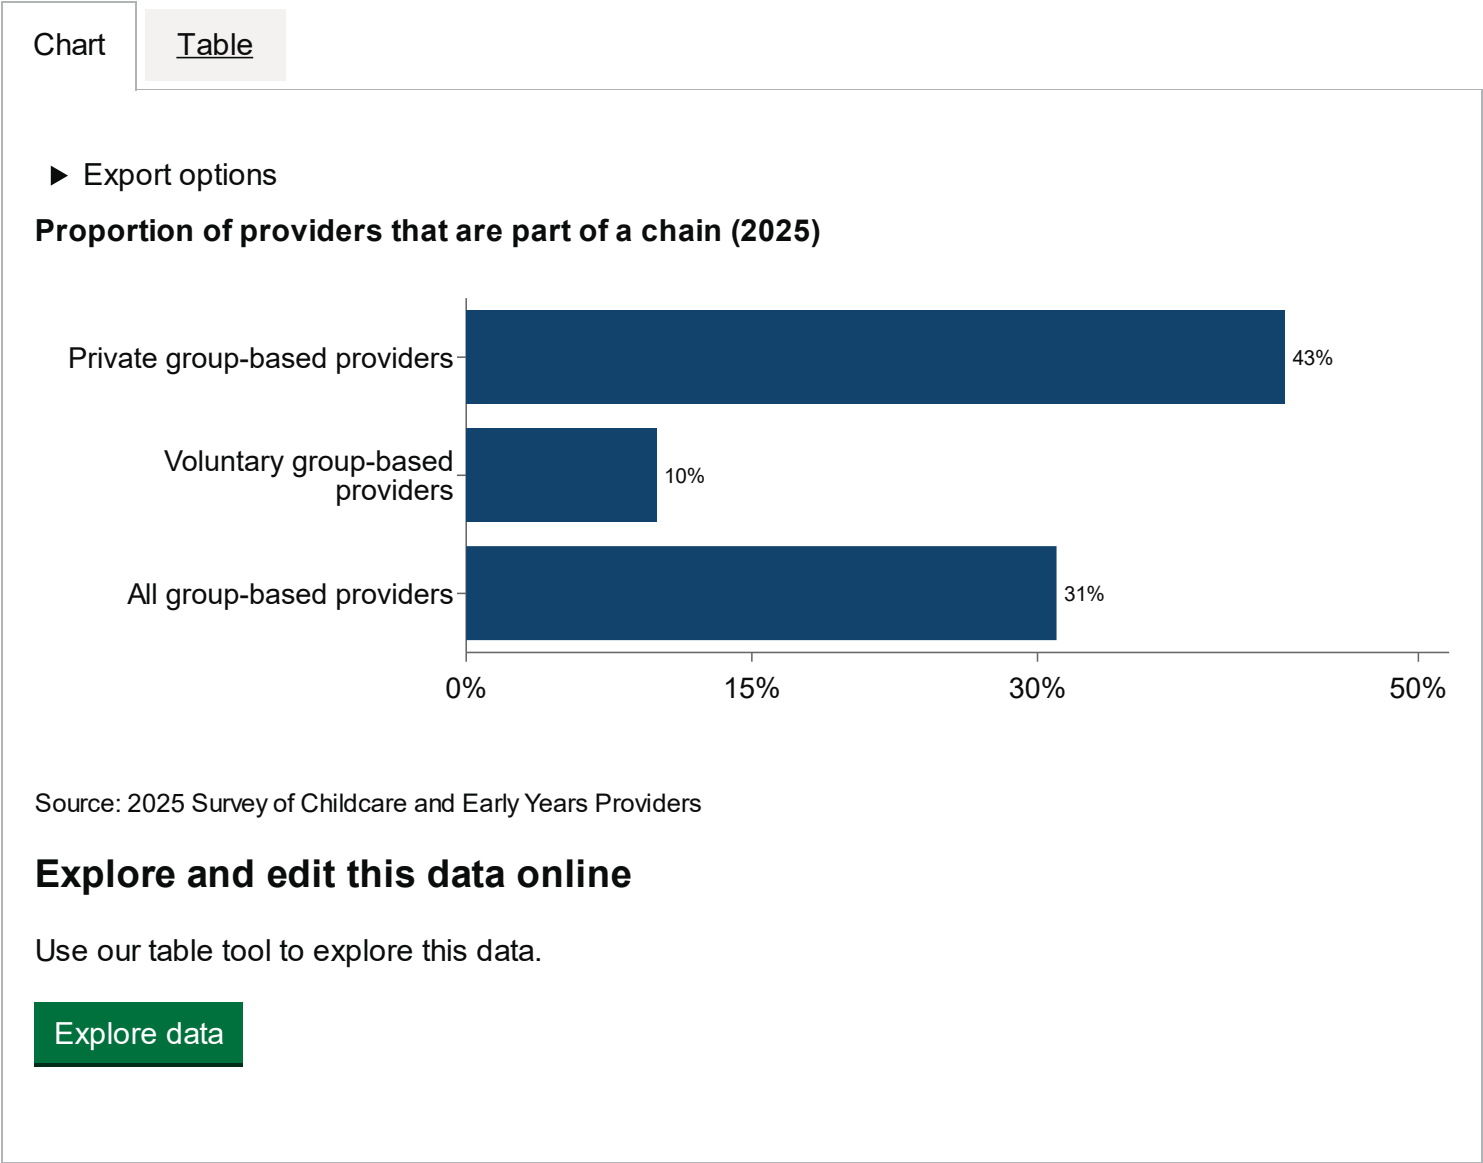 Chart
Table
Export options
Proportion of providers that are part of a chain (2025)
Private group-based providers
43%
Voluntary group-based
providers
10%
All group-based providers
31%
0%
15%
30%
50%
Source: 2025 Survey of Childcare and Early Years Providers
Explore and edit this data online
Use our table tool to explore this data.
Explore data